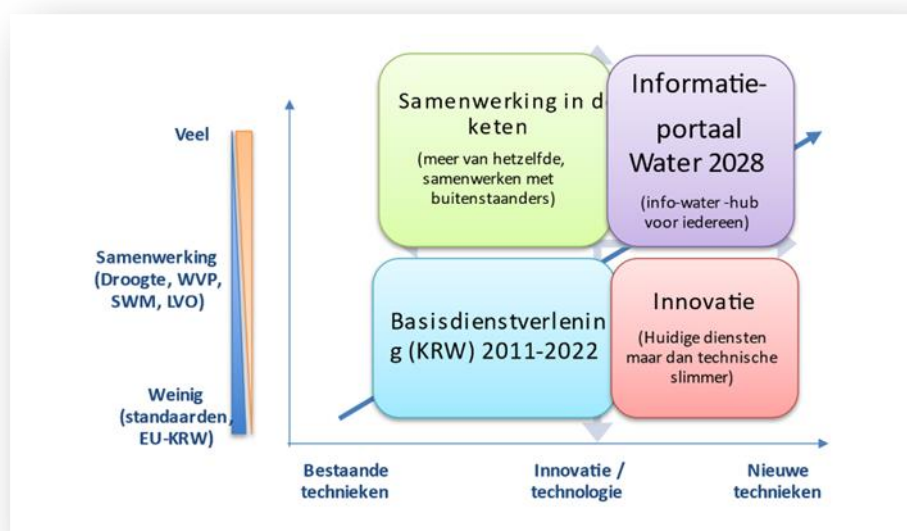 Veel
Samenwerking
(Droogte, WVP,
SWM, LVO)
Weinig
(standaarden,
EU-KRW)
Samenwerking in d
keten
(meer van hetzelfde,
samenwerken met
buitenstaanders)
Informatie-
portaal
Water 2028
(info-water -hub
voor iedereen)
Basisdienstverlenin
g (KRW) 2011-2022
Innovatie
(Huidige diensten
maar dan technische
slimmer)
Bestaande
technieken
Innovatie /
technologie
Nieuwe
technieken